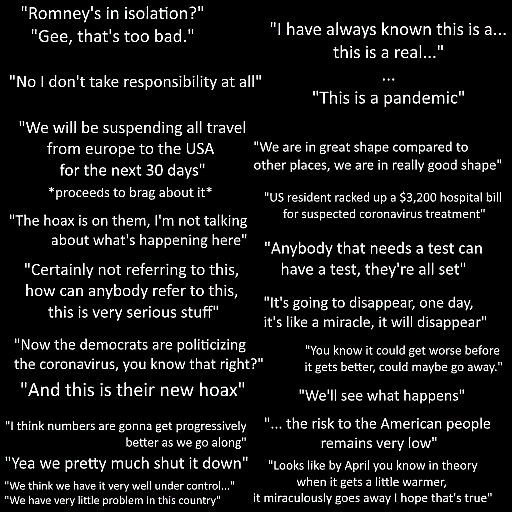 "Romney's in isolation?"
"Gee, that's too bad."
"No I don't take responsibility at all"
"We will be suspending all travel
from europe to the USA
for the next 30 days"
*proceeds to brag about it*
"The hoax is on them, I'm not talking
about what's happening here"
"Certainly not referring to this,
how can anybody refer to this,
this is very serious stuff"
"Now the democrats are politicizing
the coronavirus, you know that right?"
"And this is their new hoax"
"I think numbers are gonna get progressively
better as we go along"
"Yea we pretty much shut it down"
"We think we have it very well under control..."
"We have very little problem in this country"
"I have always known this is a...
this is a real..."
...
"This is a pandemic"
"We are in great shape compared to
other places, we are in really good shape"
"US resident racked up a $3,200 hospital bill
for suspected coronavirus treatment"
"Anybody that needs a test can
have a test, they're all set"
"It's going to disappear, one day,
it's like a miracle, it will disappear"
"You know it could get worse before
it gets better, could maybe go away."
"We'll see what happens"
"... the risk to the American people
remains very low"
"Looks like by April you know in theory
when it gets a little warmer,
it miraculously goes away I hope that's true"